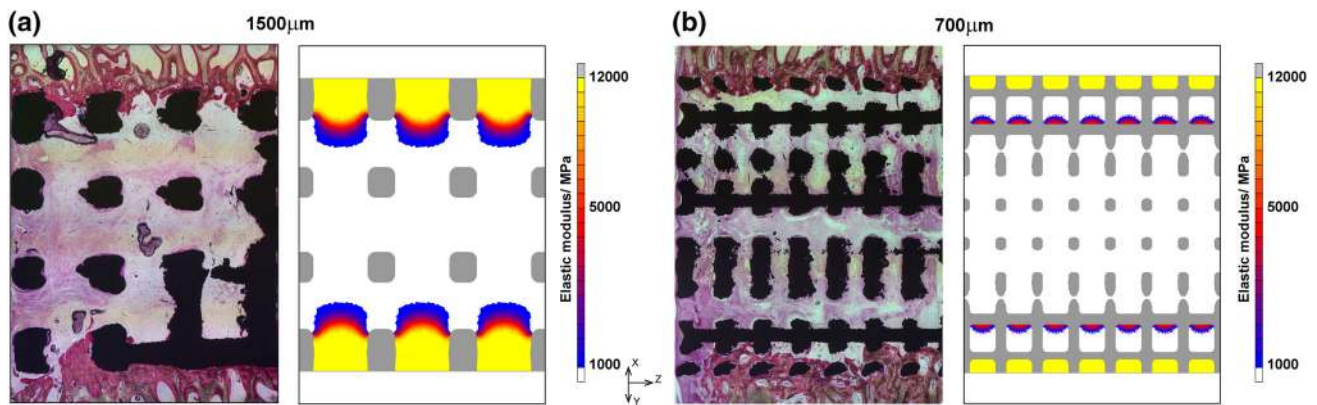 (a)
1500μm
12000
5000
1000
Elastic modulus/ MPa
X
Z
Y
(b)
700μm
12000
5000
1000
Elastic modulus/ MPa